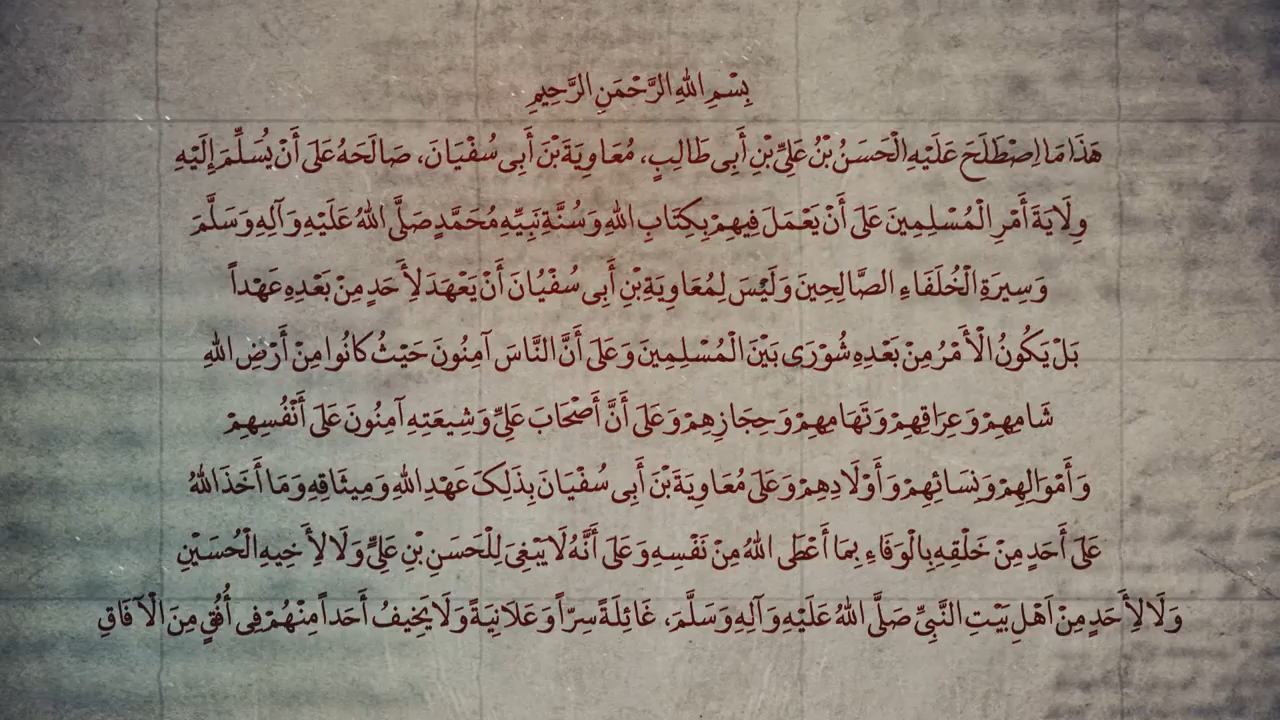 بِسْمِ اللهِ الرَّحْمَنِ الرَّحِيمِ
هَذَا مَا اِصْطَلَحَ عَلَيْهِ الْحَسَنُ بْنُ عَلِيِّ بْنِ أَبِی طَالِبٍ، مُعَاوِيَةَ بْنَ أَبِی سُفْيَانَ، صَالَحَهُ عَلَى أَنْ يُسَلِّمَ إِلَيْهِ
وِلَايَةَ أَمْرِ الْمُسْلِمِينَ عَلَى أَنْ يَعْمَلَ فِيهِمْ بِكِتَابِ اللهِ وَسُنَّةِ نَبِيِّهِ مُحَمَّدٍ صَلَّى اللهُ عَلَيْهِ وَآلِهِ وَسَلَّمَ
وَسِيرَةِ الْخُلَفَاءِ الصَّالِحِينَ وَلَيْسَ لِمُعَاوِيَةِ بْنِ أَبِی سُفْيُانَ أَنْ يَعْهَدَ لِأَحَدٍ مِنْ بَعْدِهِ عَهْداً
بَلْ يَكُونُ الْأَمْرُ مِنْ بَعْدِهِ شُوْرَى بَيْنَ الْمُسْلِمِينَ وَعَلَى أَنَّ النَّاسَ آمِنُونَ حَيْثُ كَانُوا مِنْ أَرْضِ اللهِ
شَامِهِمْ وَعِرَاقِهِمْ وَتَهَامِهِمْ وَحِجَازِهِمْ وَعَلَى أَنَّ أَصْحَابَ عَلِيٍّ وَشِيعَتِهِ آمِنُونَ عَلَى أَنْفُسِهِمْ
وَأَمْوَالِهِمْ وَنِسَائِهِمْ وَأَوْلَادِهِمْ وَعَلَى مُعَاوِيَةَ بْنَ أَبِی سُفْيَانَ بِذَلِکَ عَهْدِ اللهِ وَمِيثَاقِهِ وَمَا أَخَذَ اللهُ
عَلَى أَحَدٍ مِنْ خَلْقِهِ بِالْوَفَاءِ بِمَا أَعْطَى اللهُ مِنْ نَفْسِهِ وَعَلَى أَنَّهُ لَا يَبْغِیَ لِلْحَسَنِ بْنِ عَلِيٍّ وَلَا لِأَخِيهِ الْحُسَيْنِ
وَلَا لِأَحَدٍ مِنْ اَهْلِ بَيْتِ النَّبِيِّ صَلَّى اللهُ عَلَيْهِ وَآلِهِ وَسَلَّمَ، غَائِلَةً سِرّاً وَعَلَانِيَةً وَلَا يَخِيفُ أَحَداً مِنْهُمْ فِی أُفُقٍ مِنَ الْآفَاقِ